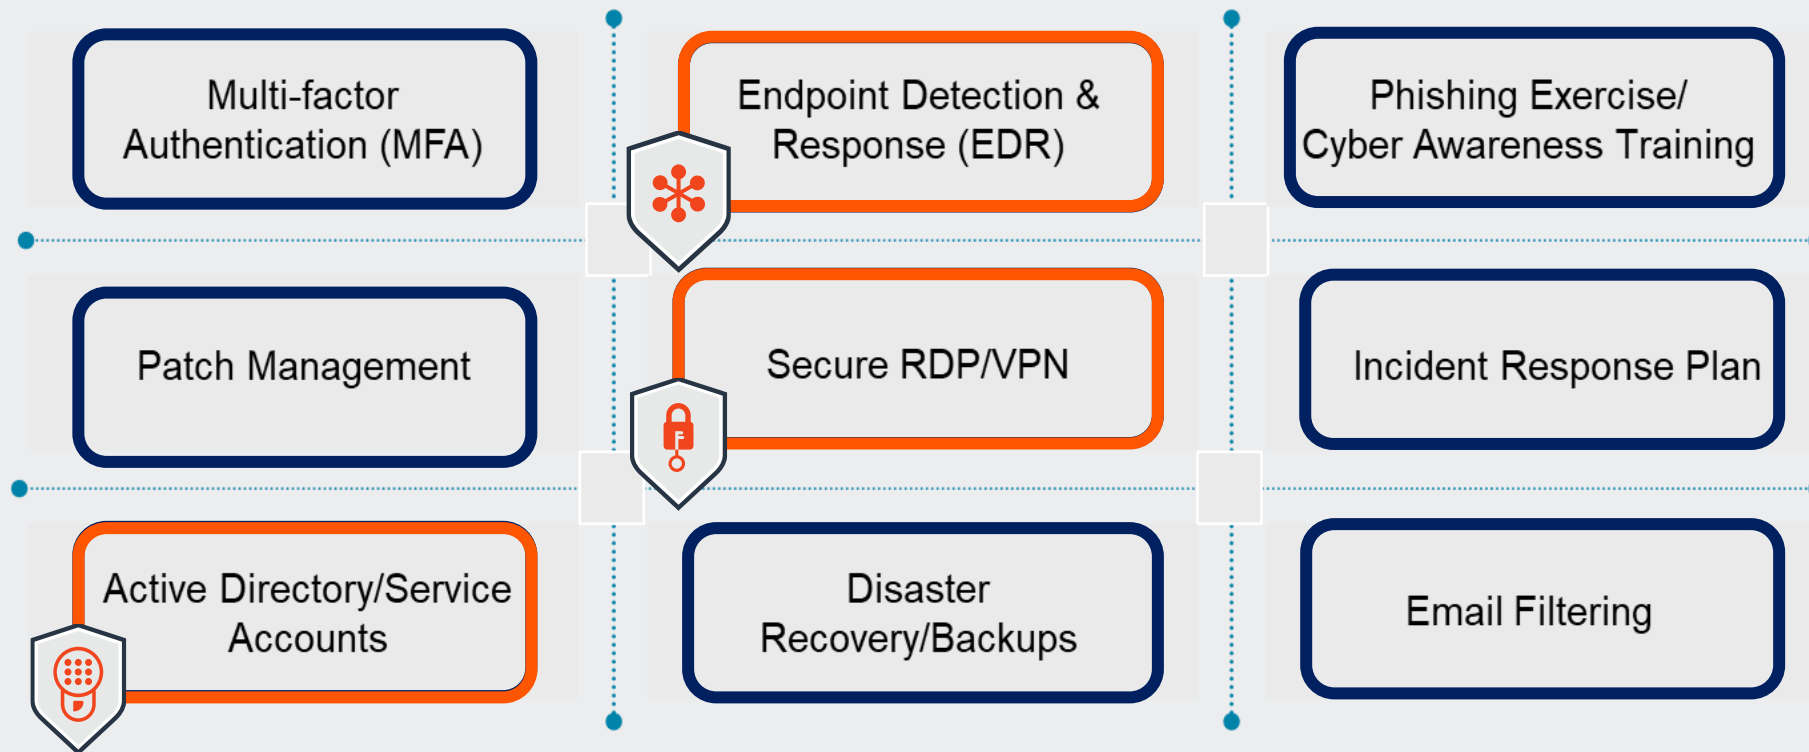 Multi-factor
Authentication (MFA)
Endpoint Detection &
Response (EDR)
Phishing Exercise/
Cyber Awareness Training
Patch Management
Secure RDP/VPN
Incident Response Plan
Active Directory/Service
Accounts
Disaster
Recovery/Backups
Email Filtering